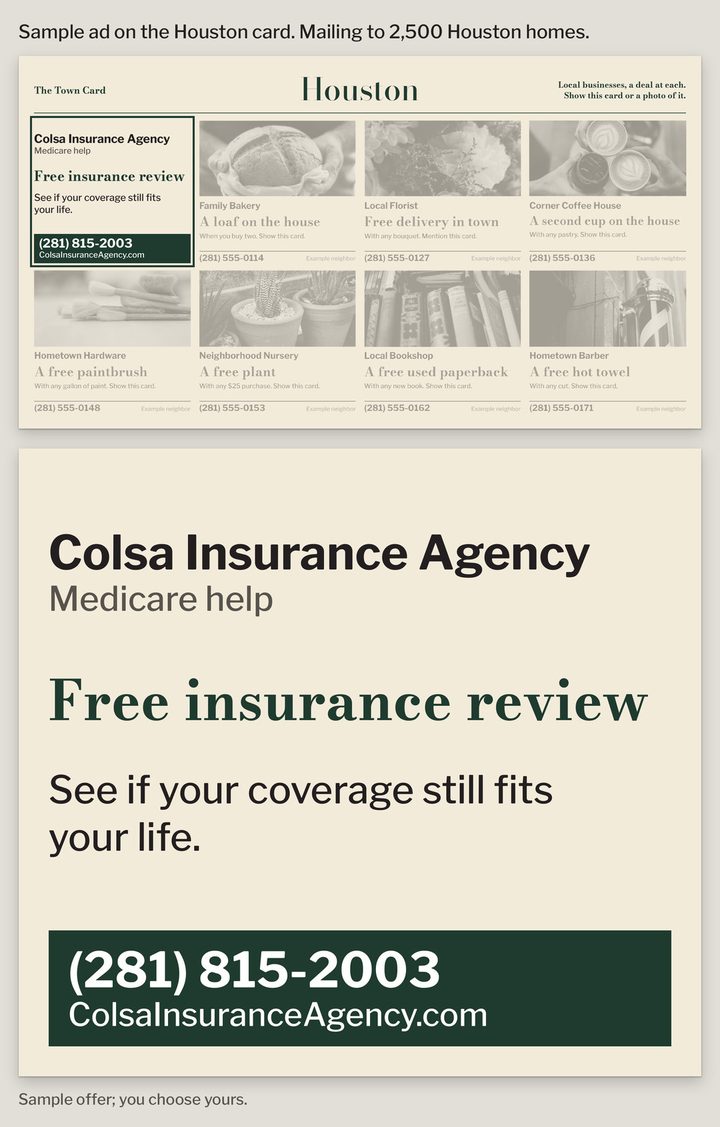 Sample ad on the Houston card. Mailing to 2,500 Houston homes.
The Town Card
Houston
Local businesses, a deal at each.
Show this card or a photo of it.
Colsa Insurance Agency
Medicare help
Free insurance review
See if your coverage still fits
your life.
(281) 815-2003
ColsaInsuranceAgency.com
Family Bakery
A loaf on the house
When you buy two. Show this card.
(281) 555-0114
Example neighbor
Local Florist
Free delivery in town
With any bouquet. Mention this card.
(281) 555-0127
Example neighbor
Corner Coffee House
A second cup on the house
With any pastry. Show this card.
(281) 555-0136
Example neighbor
Hometown Hardware
A free paintbrush
With any gallon of paint. Show this card.
(281) 555-0148
Example neighbor
Neighborhood Nursery
A free plant
With any $25 purchase. Show this card.
(281) 555-0153
Example neighbor
Local Bookshop
A free used paperback
With any new book. Show this card.
(281) 555-0162
Example neighbor
Hometown Barber
A free hot towel
With any cut. Show this card.
(281) 555-0171
Example neighbor
Colsa Insurance Agency
Medicare help
Free insurance review
See if your coverage still fits
your life.
(281) 815-2003
ColsaInsuranceAgency.com
Sample offer; you choose yours.